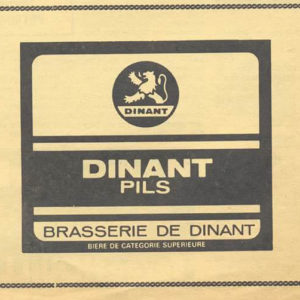 DINANT
DINANT
PILS
BRASSERIE DE DINANT
BIERE DE CATEGORIE SUPERIEURE